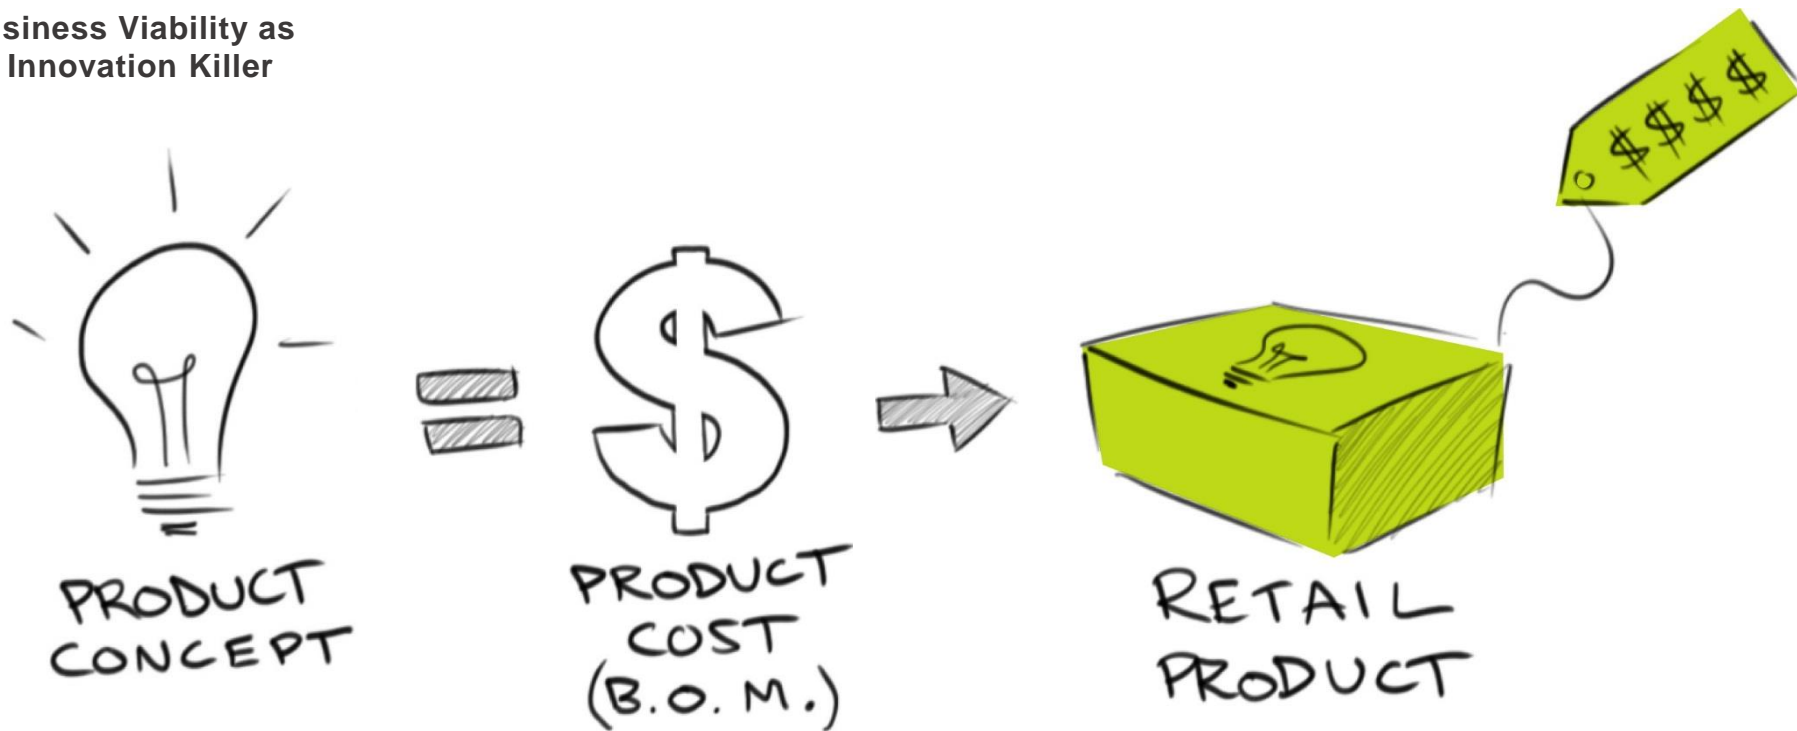 siness Viability as
Innovation Killer
$ $ $ $
$
PRODUCT
CONCEPT
PRODUCT
COST
(B.O.M.)
RETAIL
PRODUCT